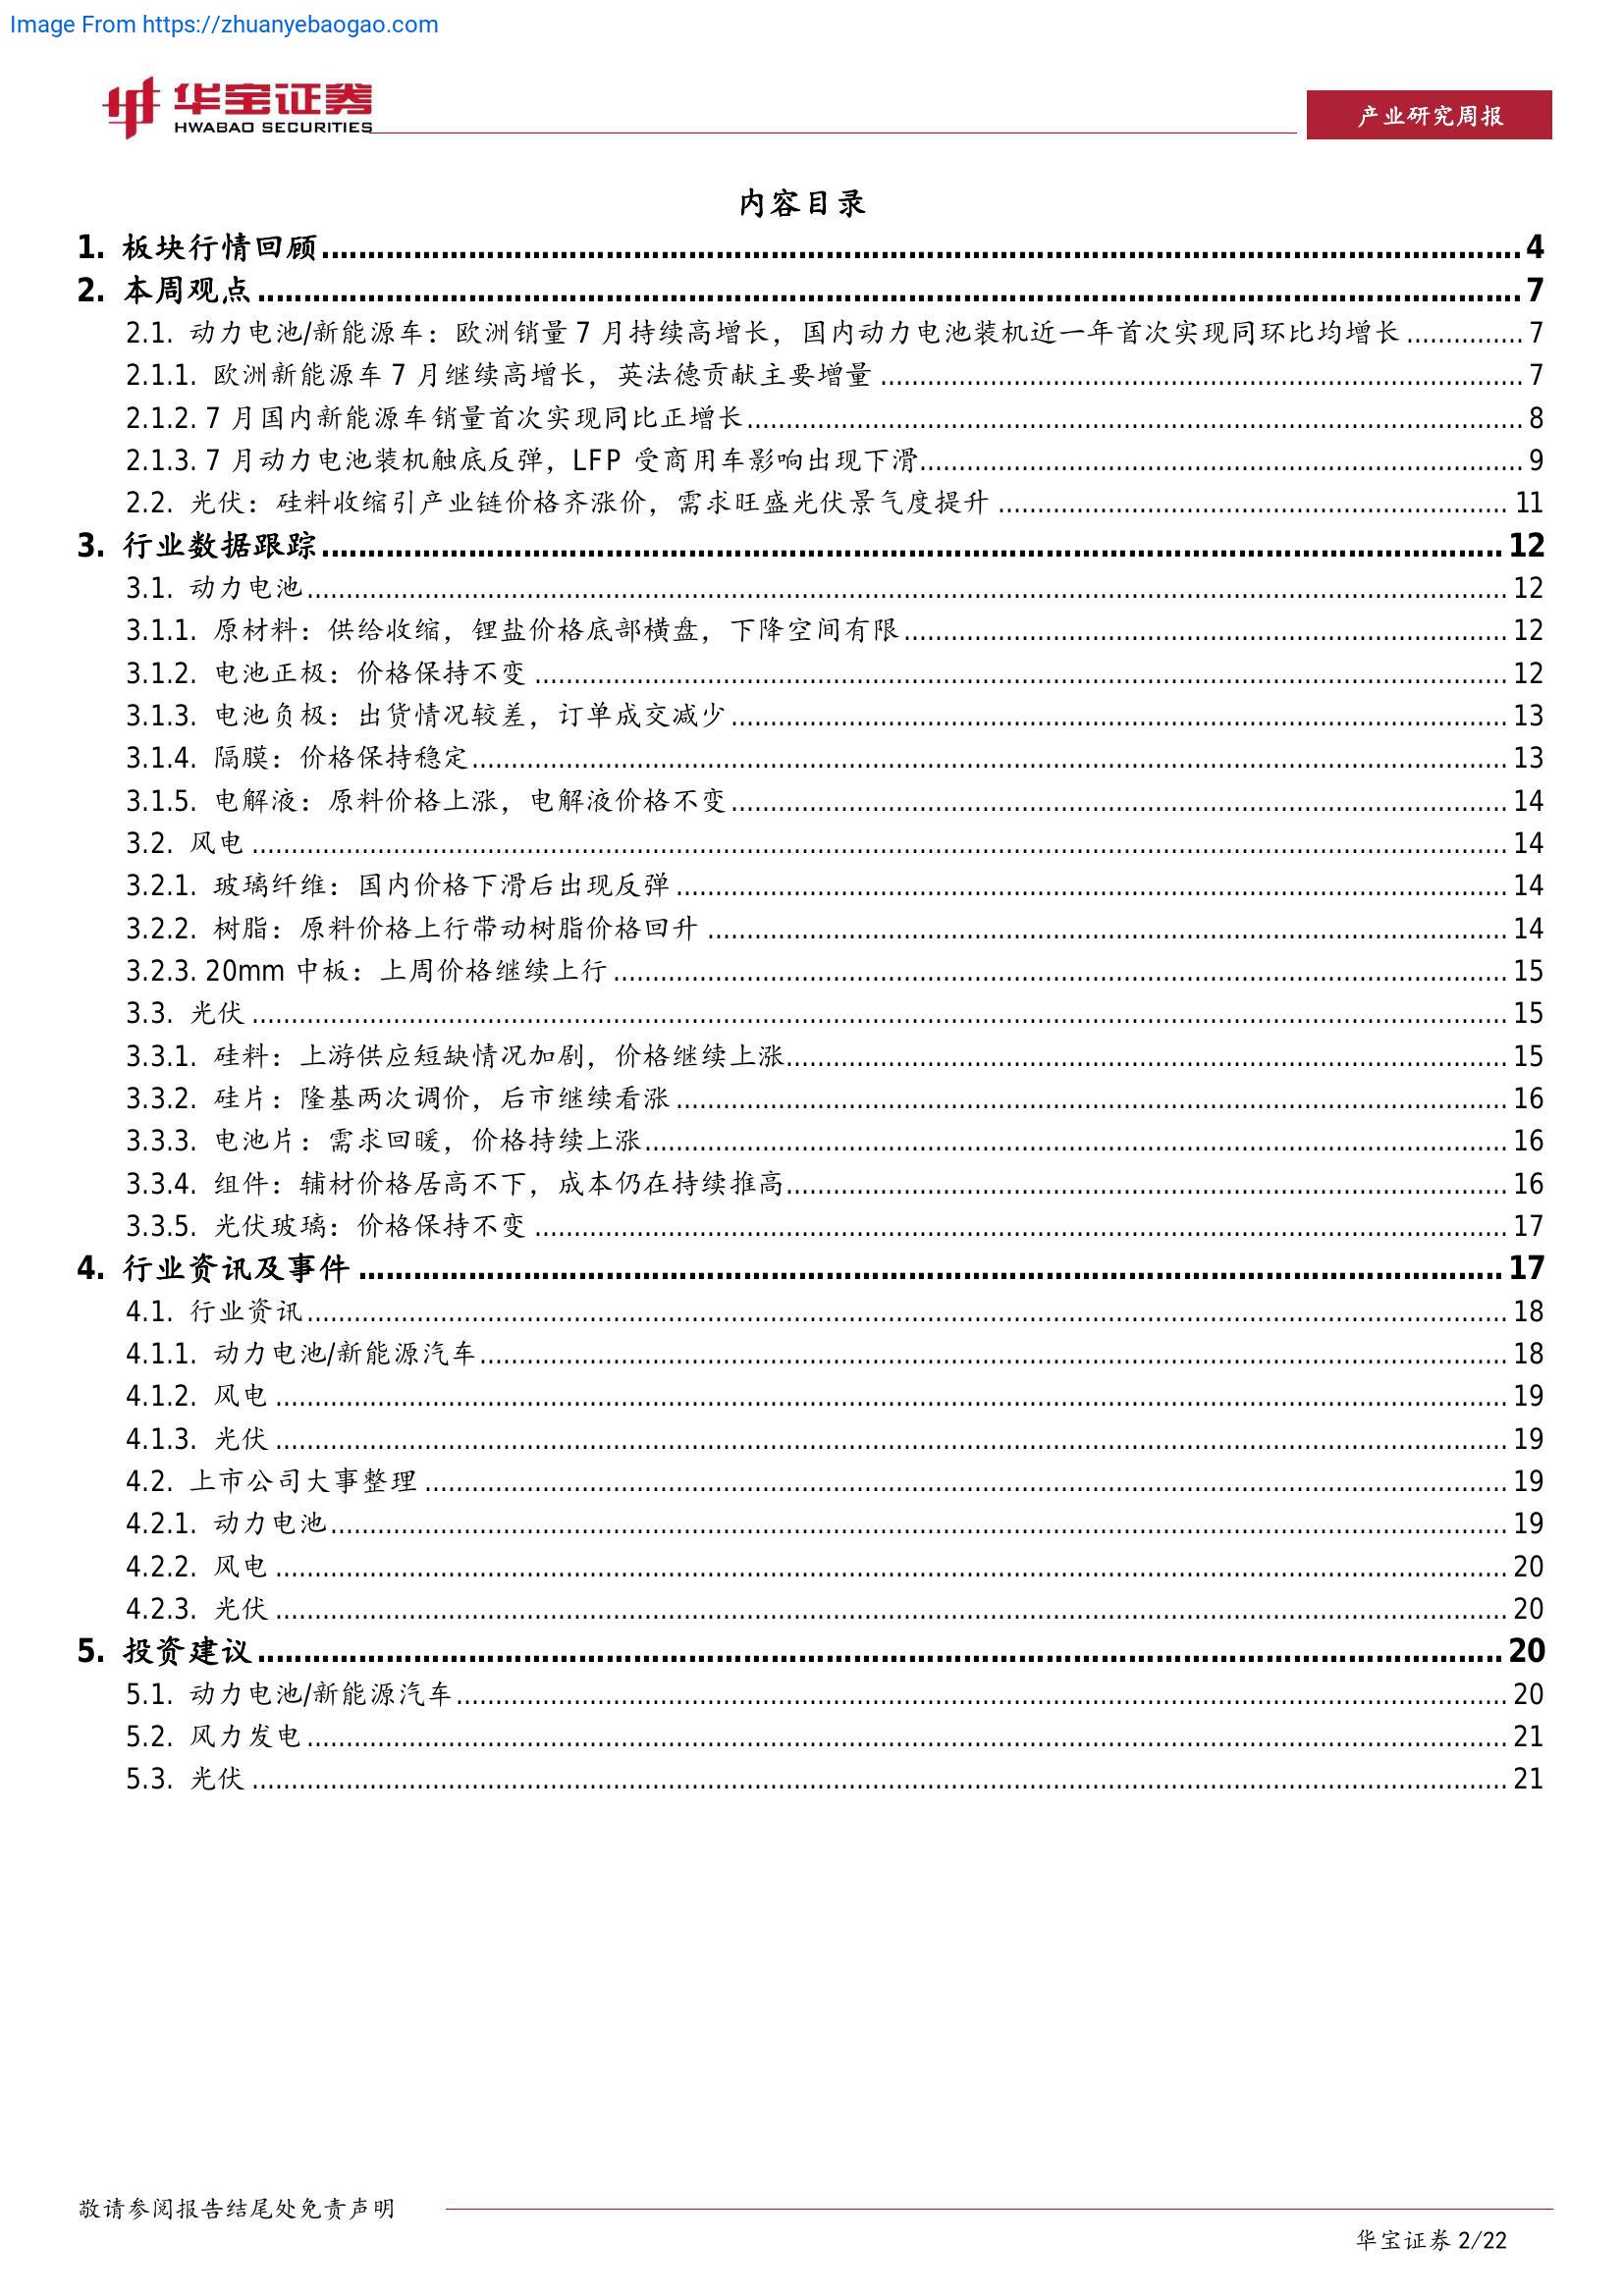 Image From https://zhuanyebaogao.com
华宝证券
HWABAO SECURITIES
产业研究周报
内容目录
1. 板块行情回顾 4
2. 本周观点 7
2.1. 动力电池/新能源车：欧洲销量 7 月持续高增长，国内动力电池装机近一年首次实现同环比均增长 7
2.1.1. 欧洲新能源车 7 月继续高增长，英法德贡献主要增量 7
2.1.2. 7 月国内新能源车销量首次实现同比正增长 8
2.1.3. 7 月动力电池装机触底反弹，LFP 受商用车影响出现下滑 9
2.2. 光伏：硅料收缩引产业链价格齐涨价，需求旺盛光伏景气度提升 11
3. 行业数据跟踪 12
3.1. 动力电池 12
3.1.1. 原材料：供给收缩，锂盐价格底部横盘，下降空间有限 12
3.1.2. 电池正极：价格保持不变 12
3.1.3. 电池负极：出货情况较差，订单成交减少 13
3.1.4. 隔膜：价格保持稳定 13
3.1.5. 电解液：原料价格上涨，电解液价格不变 14
3.2. 风电 14
3.2.1. 玻璃纤维：国内价格下滑后出现反弹 14
3.2.2. 树脂：原料价格上行带动树脂价格回升 14
3.2.3. 20mm 中板：上周价格继续上行 15
3.3. 光伏 15
3.3.1. 硅料：上游供应短缺情况加剧，价格继续上涨 15
3.3.2. 硅片：隆基两次调价，后市继续看涨 16
3.3.3. 电池片：需求回暖，价格持续上涨 16
3.3.4. 组件：辅材价格居高不下，成本仍在持续推高 16
3.3.5. 光伏玻璃：价格保持不变 17
4. 行业资讯及事件 17
4.1. 行业资讯 18
4.1.1. 动力电池/新能源汽车 18
4.1.2. 风电 19
4.1.3. 光伏 19
4.2. 上市公司大事整理 19
4.2.1. 动力电池 19
4.2.2. 风电 20
4.2.3. 光伏 20
5. 投资建议 20
5.1. 动力电池/新能源汽车 20
5.2. 风力发电 21
5.3. 光伏 21
敬请参阅报告结尾处免责声明
华宝证券 2/22